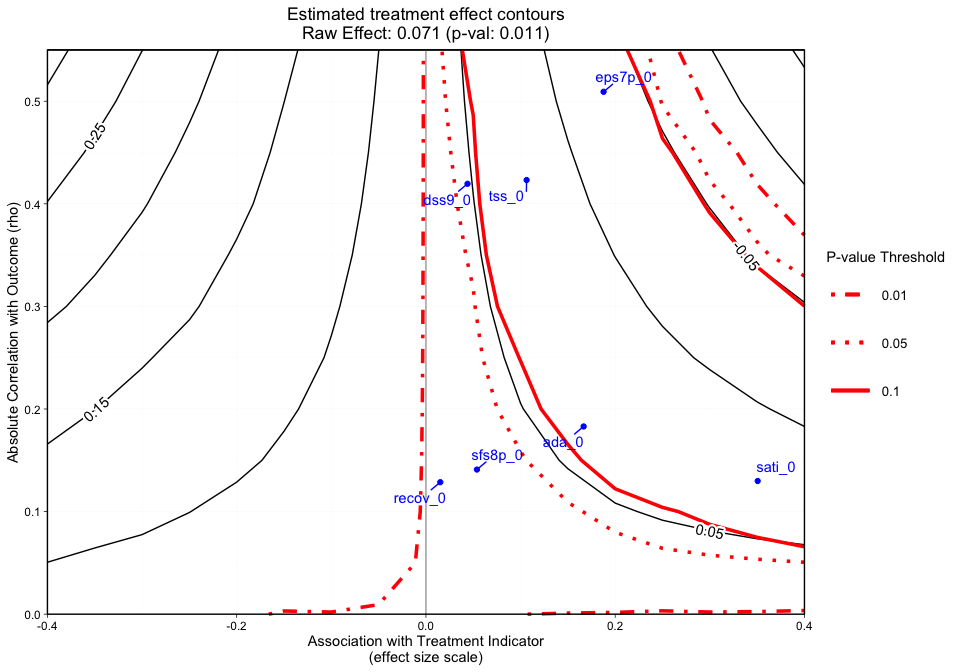 Estimated treatment effect contours
Raw Effect: 0.071 (p-val: 0.011)
Absolute Correlation with Outcome (rho)
0.5
0.4
0.3
0.2
0.1
0.0
0:25
0:15
0:05
-0:05
eps7p_0
dss9_0
tss_0
ada_0
sfs8p_0
sati_0
recov_0
-0.4
-0.2
0.0
0.2
0.4
Association with Treatment Indicator
(effect size scale)
P-value Threshold
0.01
0.05
0.1